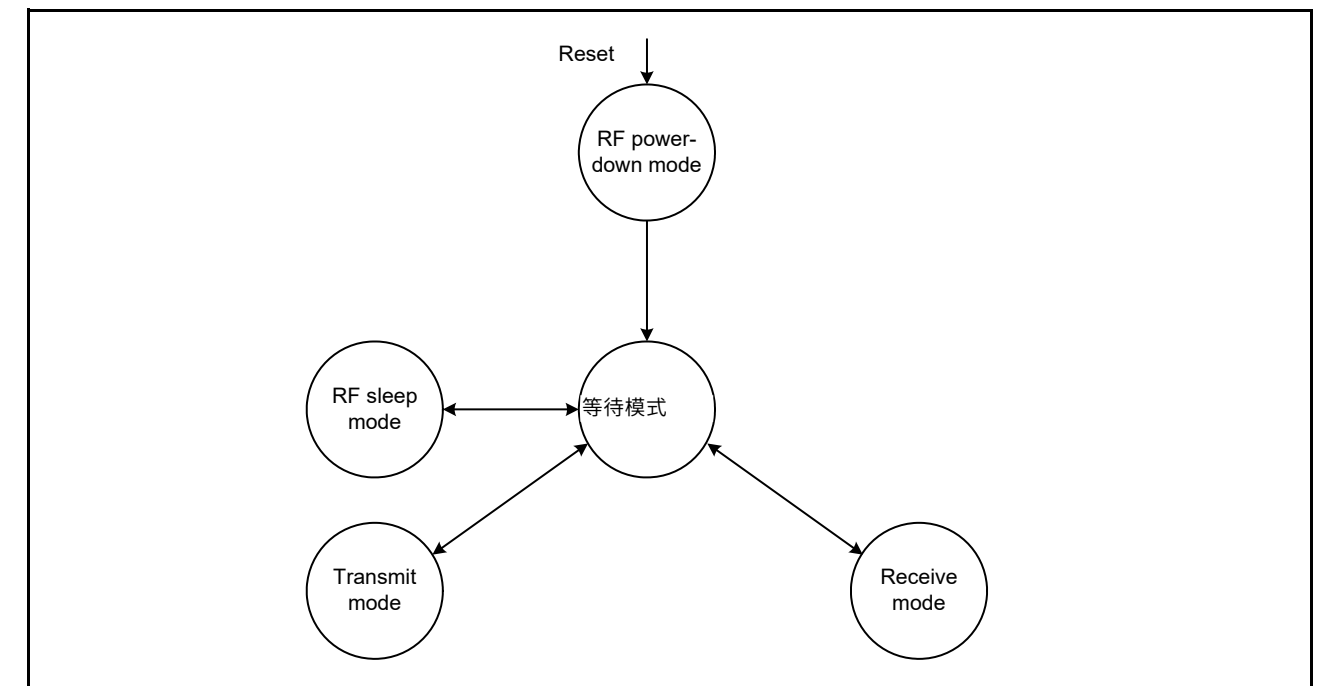 Reset
RF power-
down mode
RF sleep
mode
等待模式
Transmit
mode
Receive
mode